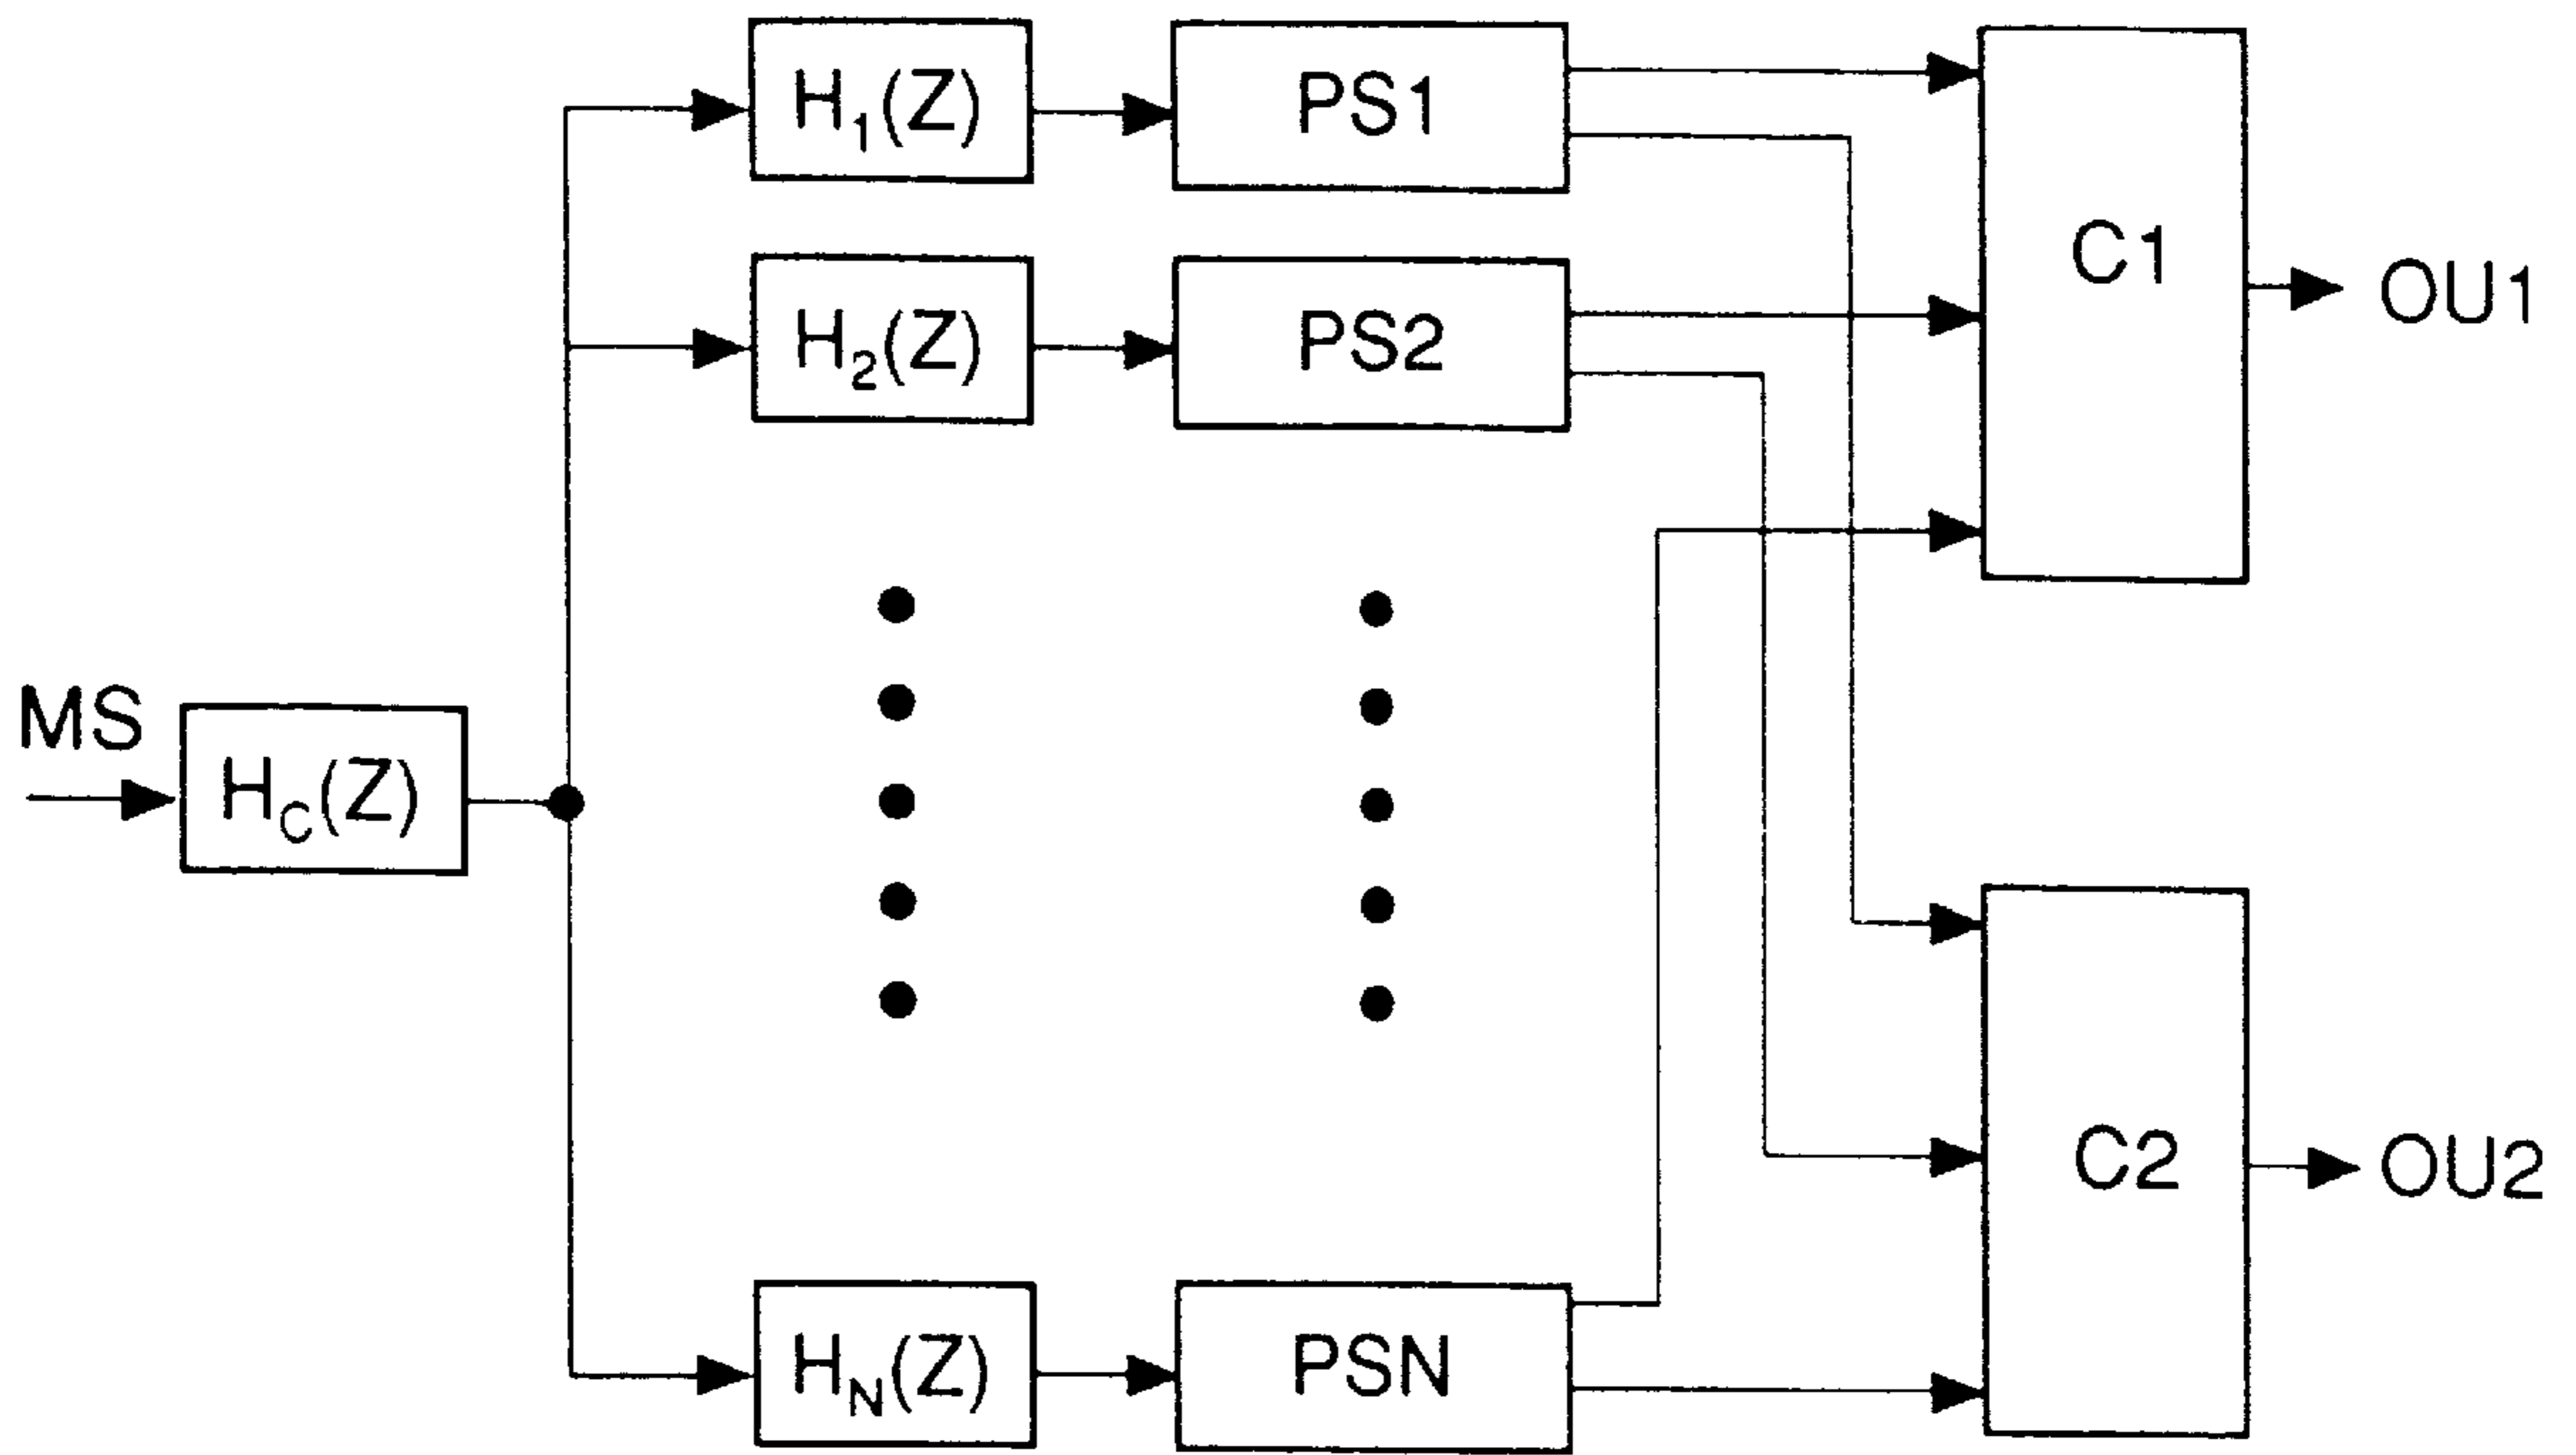 H1(Z)
PS1
C1
OU1
H2(Z)
PS2
MS
HC(Z)
C2
OU2
HN(Z)
PSN